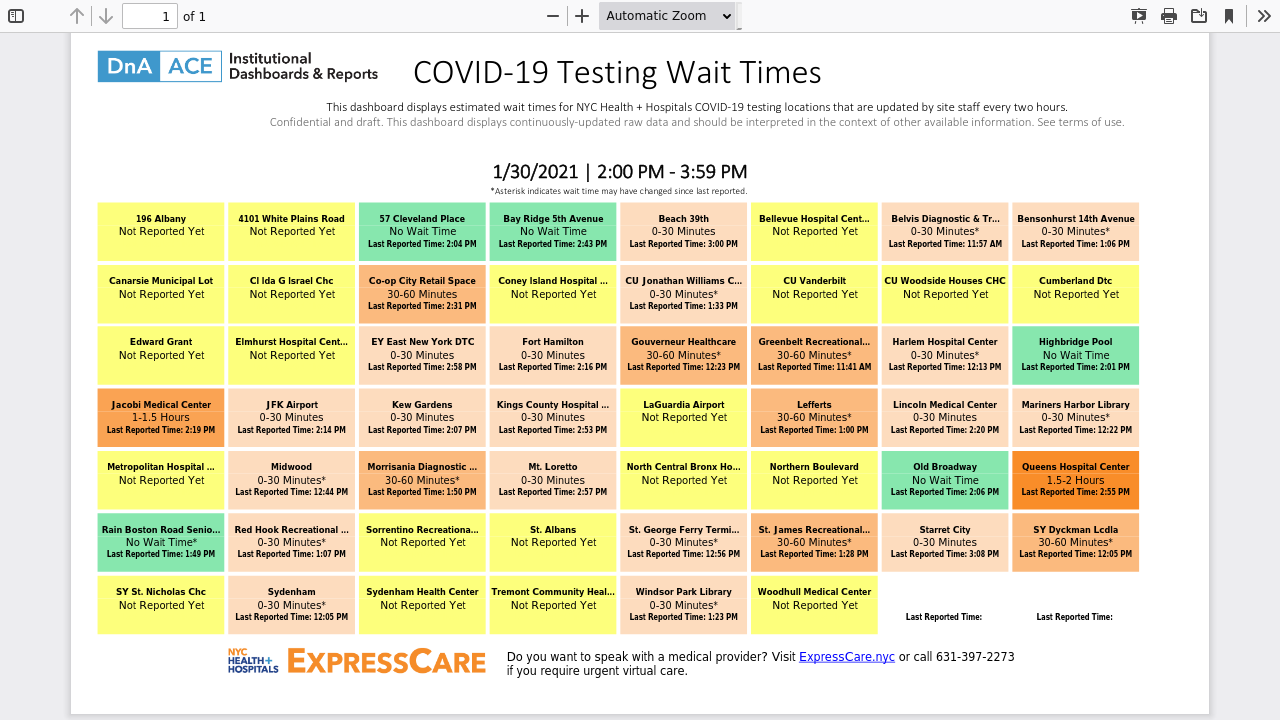 1 of 1 Automatic Zoom
DnA ACE Institutional
Dashboards & Reports
COVID-19 Testing Wait Times
This dashboard displays estimated wait times for NYC Health + Hospitals COVID-19 testing locations that are updated by site staff every two hours.
Confidential and draft. This dashboard displays continuously-updated raw data and should be interpreted in the context of other available information. See terms of use.
1/30/2021 | 2:00 PM - 3:59 PM
*Asterisk indicates wait time may have changed since last reported.
196 Albany
Not Reported Yet
4101 White Plains Road
Not Reported Yet
57 Cleveland Place
No Wait Time
Last Reported Time: 2:04 PM
Bay Ridge 5th Avenue
No Wait Time
Last Reported Time: 2:43 PM
Beach 39th
0-30 Minutes
Last Reported Time: 3:00 PM
Bellevue Hospital Cent...
Not Reported Yet
Belvis Diagnostic & Tr...
0-30 Minutes*
Last Reported Time: 11:57 AM
Bensonhurst 14th Avenue
0-30 Minutes*
Last Reported Time: 1:06 PM
Canarsie Municipal Lot
Not Reported Yet
CI Ida G Israel Chc
Not Reported Yet
Co-op City Retail Space
30-60 Minutes
Last Reported Time: 2:31 PM
Coney Island Hospital ...
Not Reported Yet
CU Jonathan Williams C...
0-30 Minutes*
Last Reported Time: 1:33 PM
CU Vanderbilt
Not Reported Yet
CU Woodside Houses CHC
Not Reported Yet
Cumberland Dtc
Not Reported Yet
Edward Grant
Not Reported Yet
Elmhurst Hospital Cent...
Not Reported Yet
EY East New York DTC
0-30 Minutes
Last Reported Time: 2:58 PM
Fort Hamilton
0-30 Minutes
Last Reported Time: 2:16 PM
Gouverneur Healthcare
30-60 Minutes*
Last Reported Time: 12:23 PM
Greenbelt Recreational...
30-60 Minutes*
Last Reported Time: 11:41 AM
Harlem Hospital Center
0-30 Minutes*
Last Reported Time: 12:13 PM
Highbridge Pool
No Wait Time
Last Reported Time: 2:01 PM
Jacobi Medical Center
1-1.5 Hours
Last Reported Time: 2:19 PM
JFK Airport
0-30 Minutes
Last Reported Time: 2:14 PM
Kew Gardens
0-30 Minutes
Last Reported Time: 2:07 PM
Kings County Hospital ...
0-30 Minutes
Last Reported Time: 2:53 PM
LaGuardia Airport
Not Reported Yet
Lefferts
30-60 Minutes*
Last Reported Time: 1:00 PM
Lincoln Medical Center
0-30 Minutes
Last Reported Time: 2:20 PM
Mariners Harbor Library
0-30 Minutes*
Last Reported Time: 12:22 PM
Metropolitan Hospital ...
Not Reported Yet
Midwood
0-30 Minutes*
Last Reported Time: 12:44 PM
Morrisania Diagnostic ...
30-60 Minutes*
Last Reported Time: 1:50 PM
Mt. Loretto
0-30 Minutes
Last Reported Time: 2:57 PM
North Central Bronx Ho...
Not Reported Yet
Northern Boulevard
Not Reported Yet
Old Broadway
No Wait Time
Last Reported Time: 2:06 PM
Queens Hospital Center
1.5-2 Hours
Last Reported Time: 2:55 PM
Rain Boston Road Senio...
No Wait Time*
Last Reported Time: 1:49 PM
Red Hook Recreational ...
0-30 Minutes*
Last Reported Time: 1:07 PM
Sorrentino Recreationa...
Not Reported Yet
St. Albans
Not Reported Yet
St. George Ferry Termi...
0-30 Minutes*
Last Reported Time: 12:56 PM
St. James Recreational...
30-60 Minutes*
Last Reported Time: 1:28 PM
Starret City
0-30 Minutes
Last Reported Time: 3:08 PM
SY Dyckman Lcdla
30-60 Minutes*
Last Reported Time: 12:05 PM
SY St. Nicholas Chc
Not Reported Yet
Sydenham
0-30 Minutes*
Last Reported Time: 12:05 PM
Sydenham Health Center
Not Reported Yet
Tremont Community Heal...
Not Reported Yet
Windsor Park Library
0-30 Minutes*
Last Reported Time: 1:23 PM
Woodhull Medical Center
Not Reported Yet
Last Reported Time:
Last Reported Time:
NYC
HEALTH+
HOSPITALS
EXPRESSCARE
Do you want to speak with a medical provider? Visit ExpressCare.nyc or call 631-397-2273
if you require urgent virtual care.